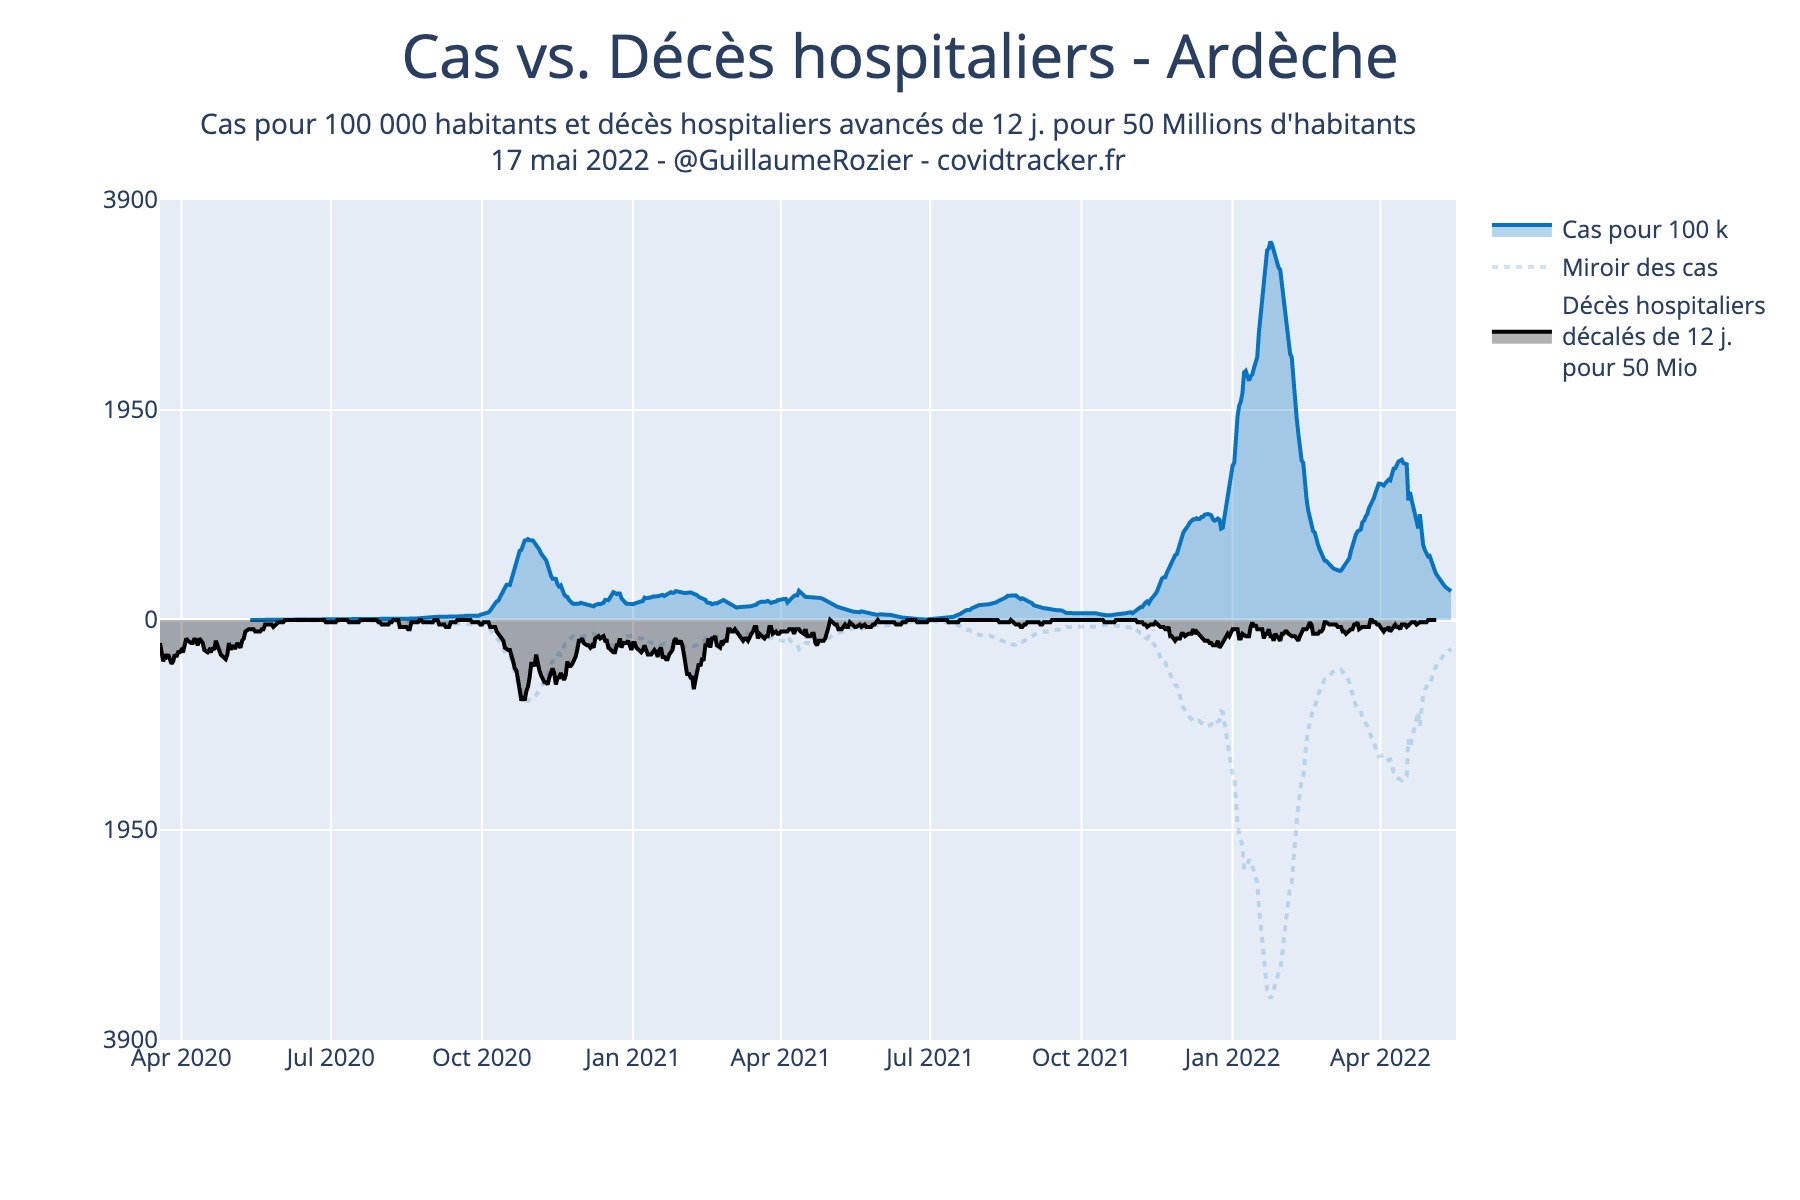 Cas vs. Décès hospitaliers - Ardèche
Cas pour 100 000 habitants et décès hospitaliers avancés de 12 j. pour 50 Millions d'habitants
17 mai 2022 - @GuillaumeRozier - covidtracker.fr
3900
1950
0
1950
3900
Apr 2020
Jul 2020
Oct 2020
Jan 2021
Apr 2021
Jul 2021
Oct 2021
Jan 2022
Apr 2022
Cas pour 100 k
Miroir des cas
Décès hospitaliers
décalés de 12 j.
pour 50 Mio